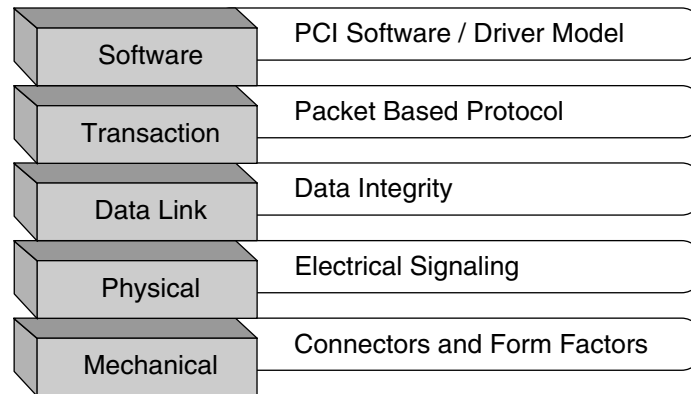 Software
PCI Software / Driver Model
Transaction
Packet Based Protocol
Data Link
Data Integrity
Physical
Electrical Signaling
Mechanical
Connectors and Form Factors